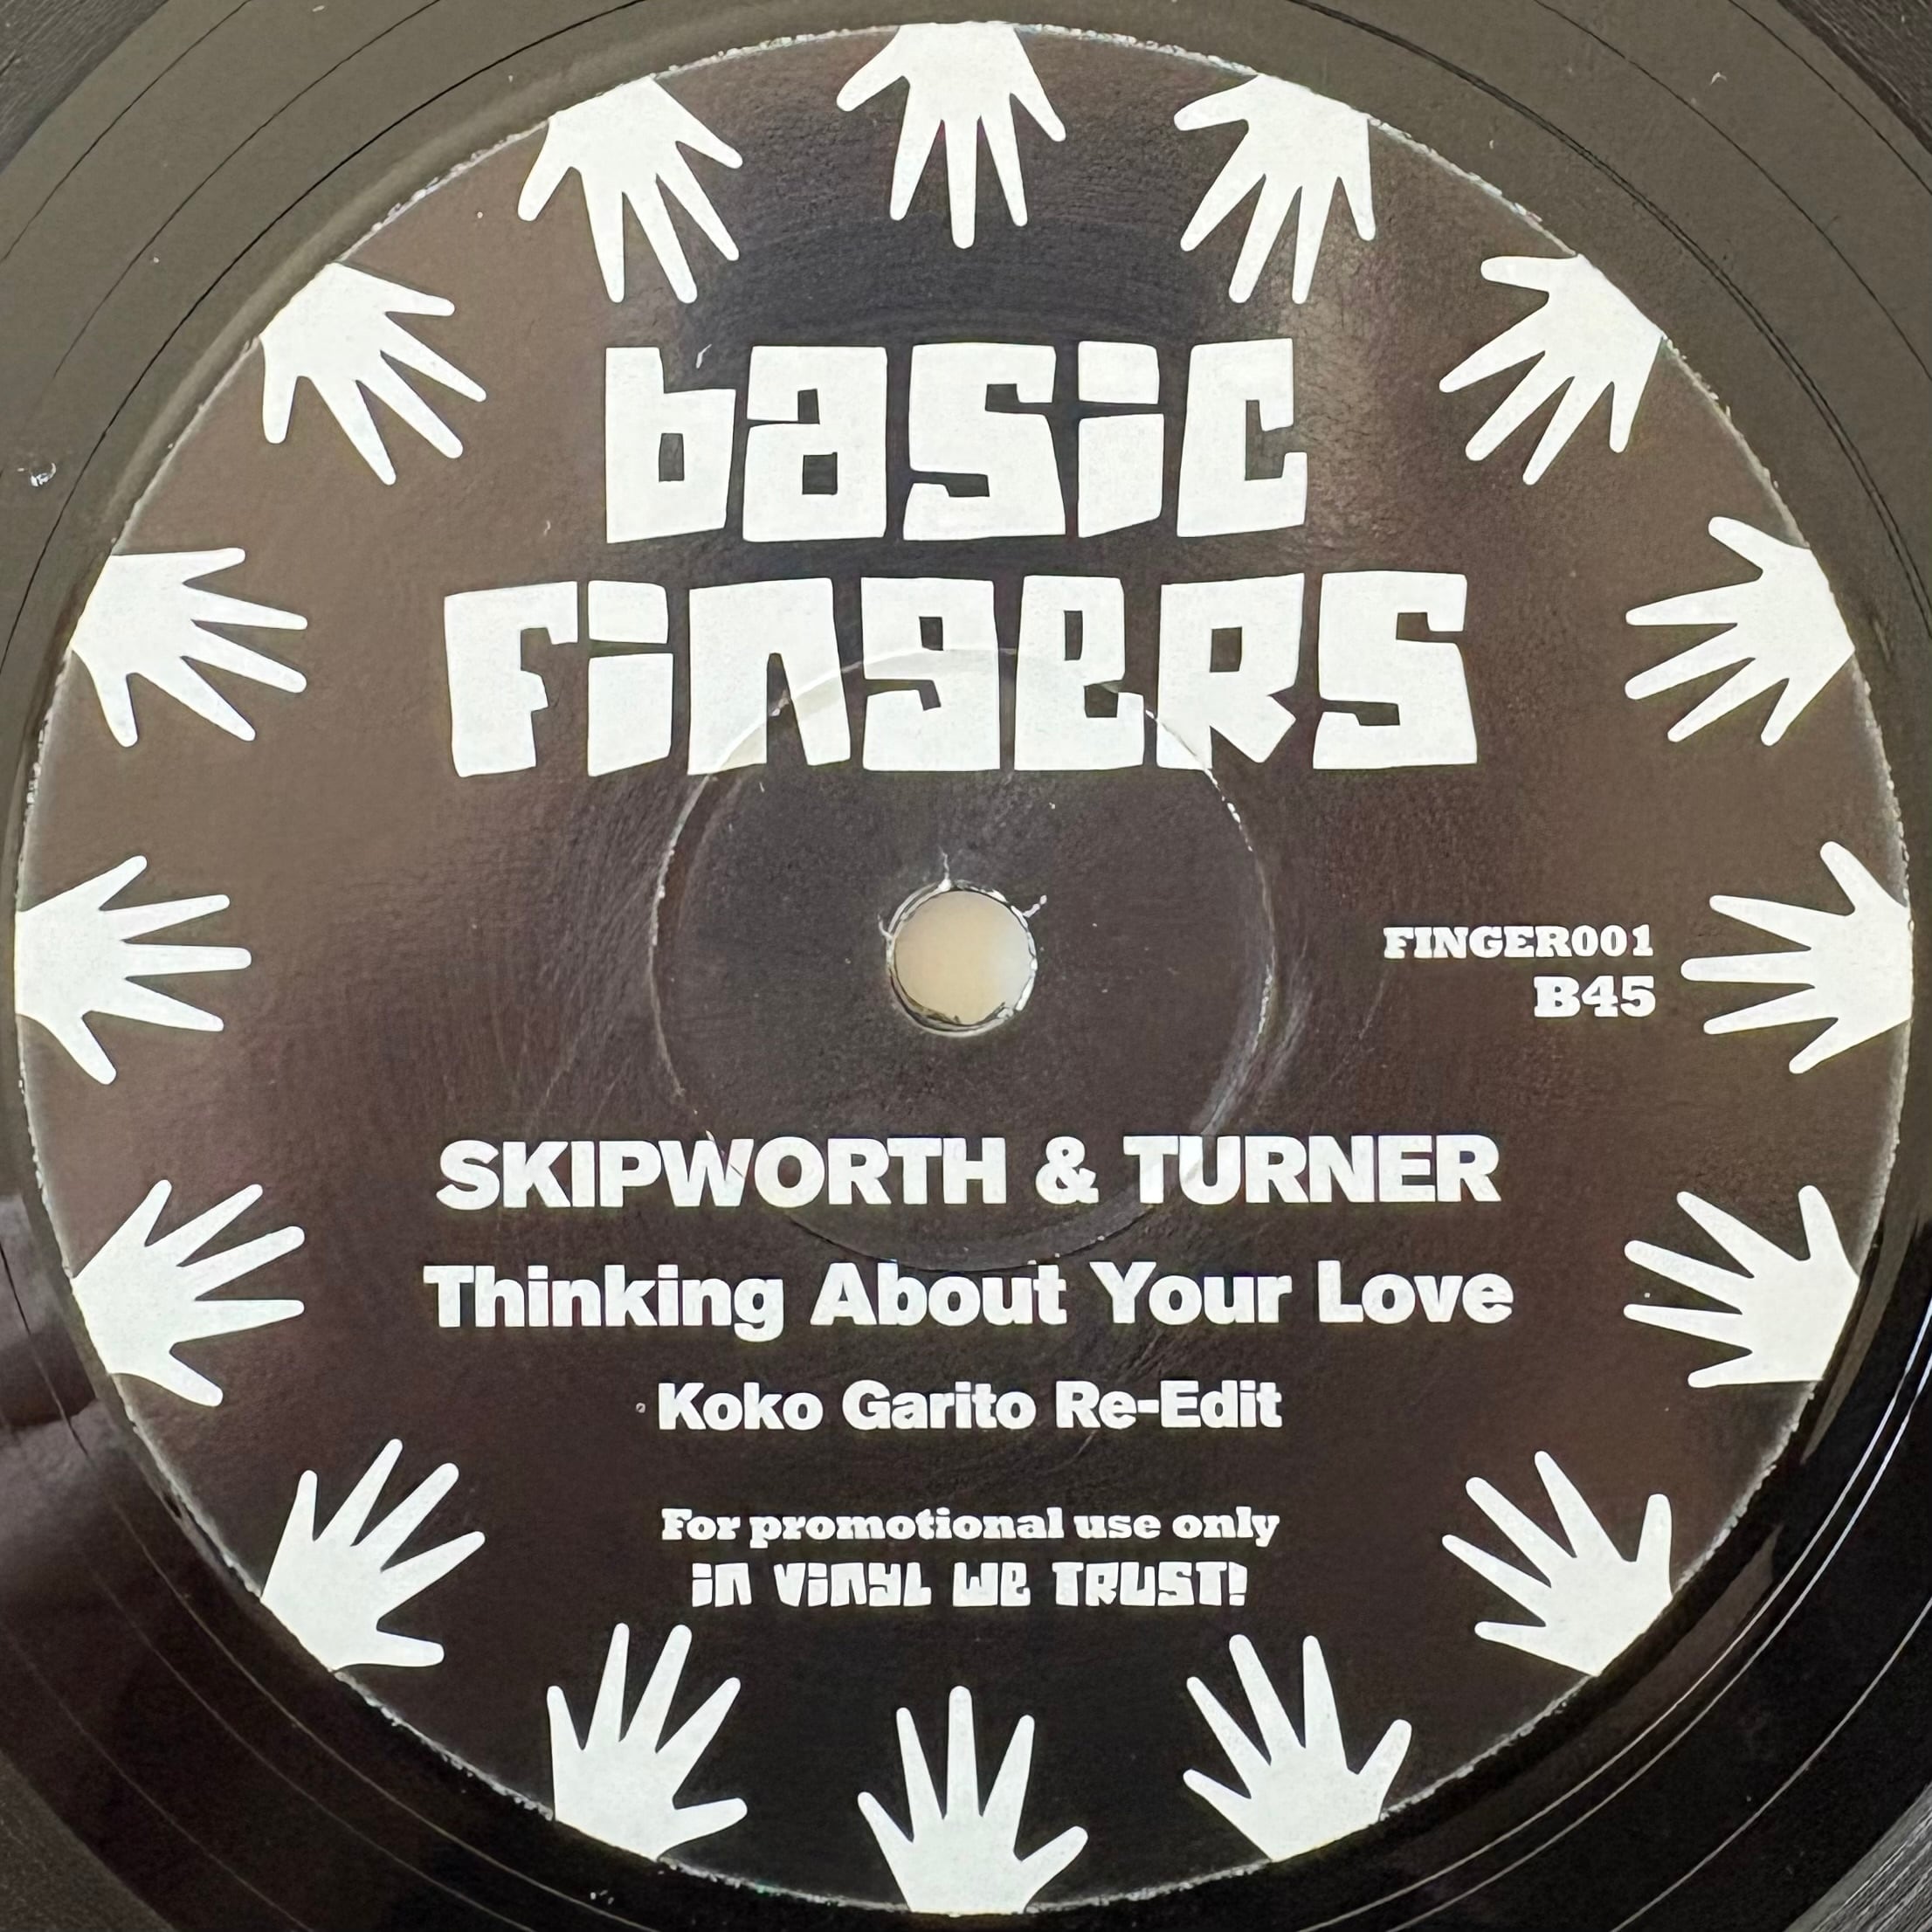 basic
fingers
FINGER001
B45
SKIPWORTH & TURNER
Thinking About Your Love
Koko Garito Re-Edit
For promotional use only
in vinyl we trust!